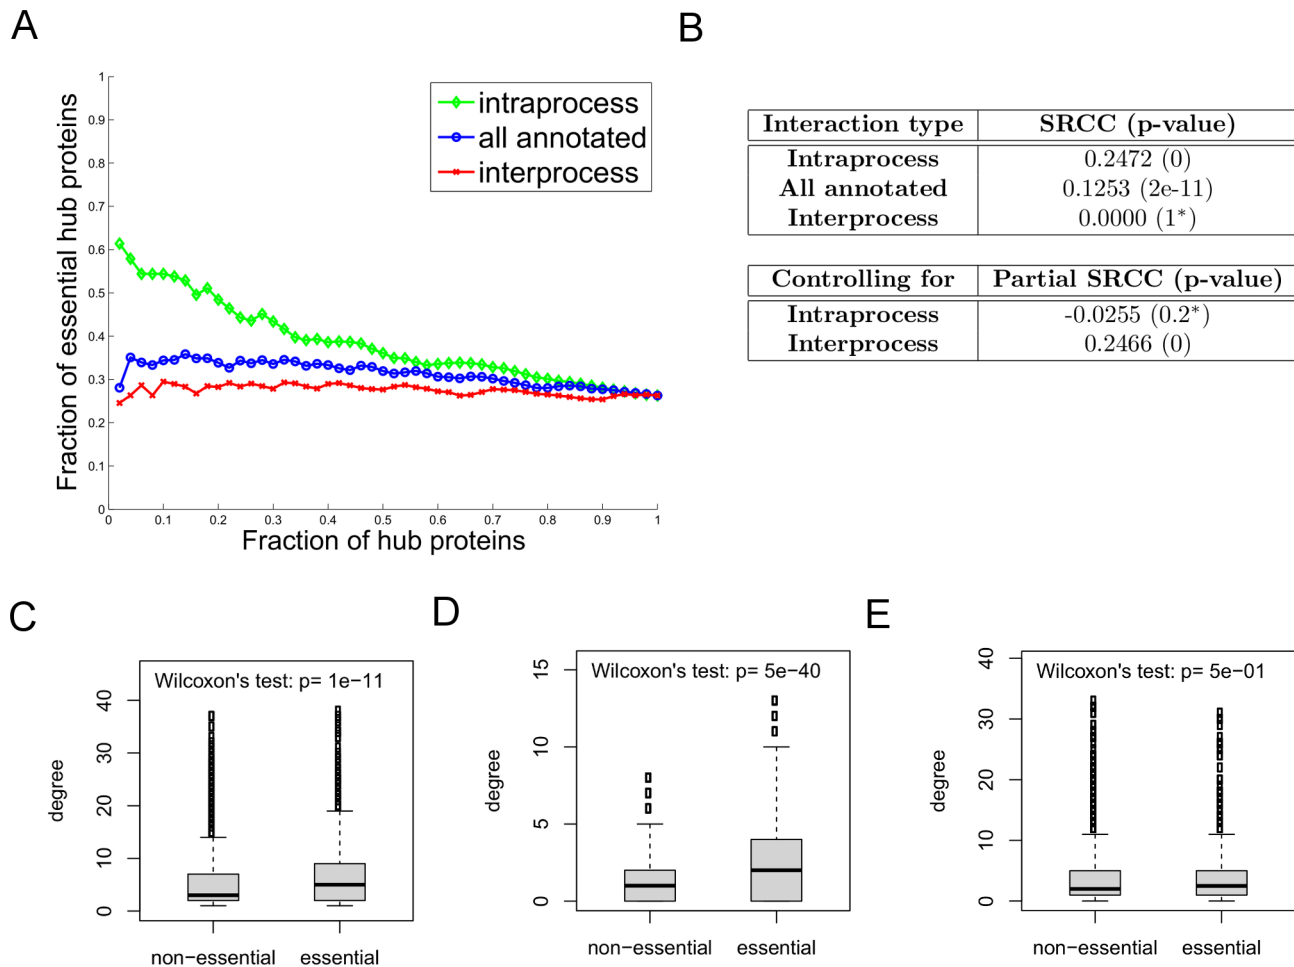 A
Fraction of essential hub proteins
1
0.9
0.8
0.7
0.6
0.5
0.4
0.3
0.2
0.1
0
0 0.1 0.2 0.3 0.4 0.5 0.6 0.7 0.8 0.9 1
Fraction of hub proteins
intraprocess
all annotated
interprocess
B
Interaction type SRCC (p-value)
Intraprocess 0.2472 (0)
All annotated 0.1253 (2e-11)
Interprocess 0.0000 (1*)
Controlling for Partial SRCC (p-value)
Intraprocess -0.0255 (0.2*)
Interprocess 0.2466 (0)
C
Wilcoxon's test: p= 1e−11
degree
40
30
20
10
0
non−essential essential
D
Wilcoxon's test: p= 5e−40
degree
15
10
5
0
non−essential essential
E
Wilcoxon's test: p= 5e−01
degree
40
30
20
10
0
non−essential essential